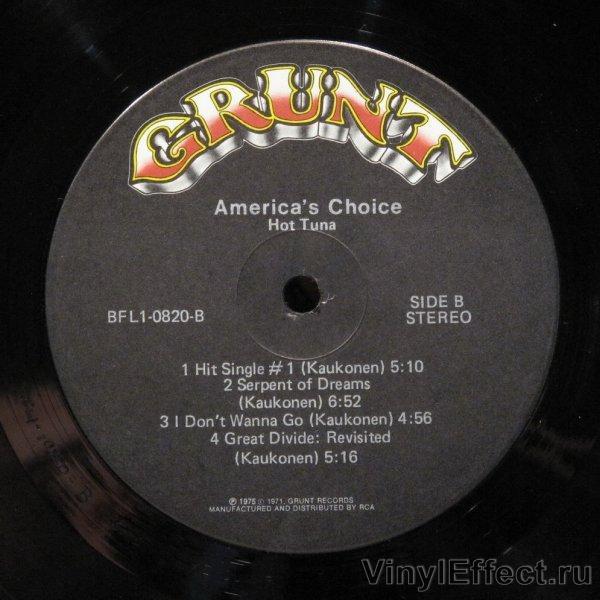 GRUNT
America's Choice
Hot Tuna
BFL1-0820-B
SIDE B
STEREO
1 Hit Single #1 (Kaukonen) 5:10
2 Serpent of Dreams
(Kaukonen) 6:52
3 I Don't Wanna Go (Kaukonen) 4:56
4 Great Divide: Revisited
(Kaukonen) 5:16
℗ 1975 © 1971, GRUNT RECORDS
MANUFACTURED AND DISTRIBUTED BY RCA
VinylEffect.ru